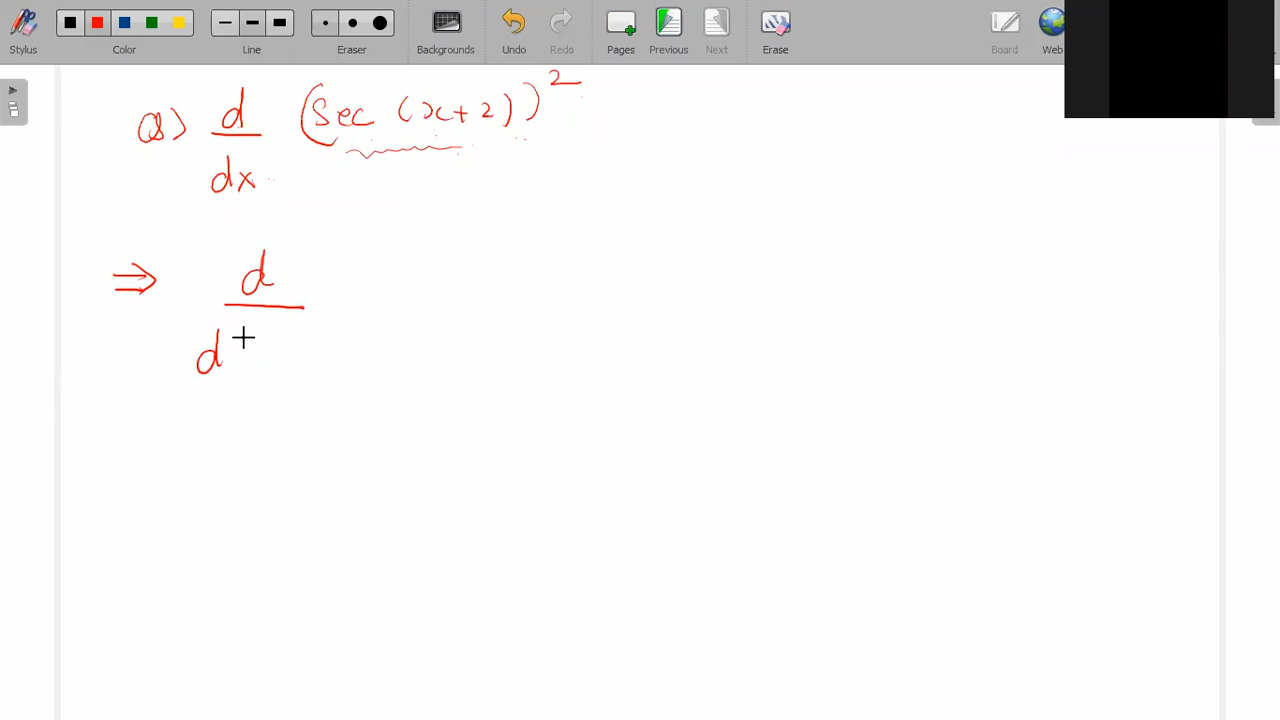 Stylus Color Line Eraser Backgrounds Undo Redo Pages Previous Next Erase Board Web
Q) d/dx (Sec (x+2))²
⇒ d/d